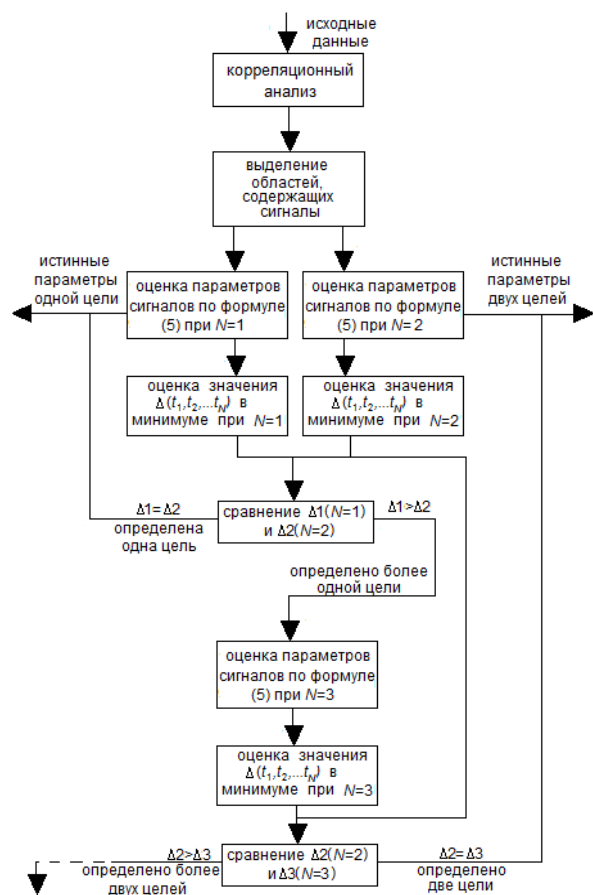 исходные
данные
корреляционный
анализ
выделение
областей,
содержащих
сигналы
истинные
параметры
одной цели
оценка параметров
сигналов по формуле
(5) при N=1
оценка параметров
сигналов по формуле
(5) при N=2
истинные
параметры
двух целей
оценка значения
Δ(t₁,t₂,...t_N) в
минимуме при N=1
оценка значения
Δ(t₁,t₂,...t_N) в
минимуме при N=2
Δ1=Δ2
определена
одна цель
сравнение Δ1(N=1)
и Δ2(N=2)
Δ1>Δ2
определено более
одной цели
оценка параметров
сигналов по формуле
(5) при N=3
оценка значения
Δ(t₁,t₂,...t_N) в
минимуме при N=3
Δ2>Δ3
определено более
двух целей
сравнение Δ2(N=2)
иΔ3(N=3)
Δ2=Δ3
определено
две цели